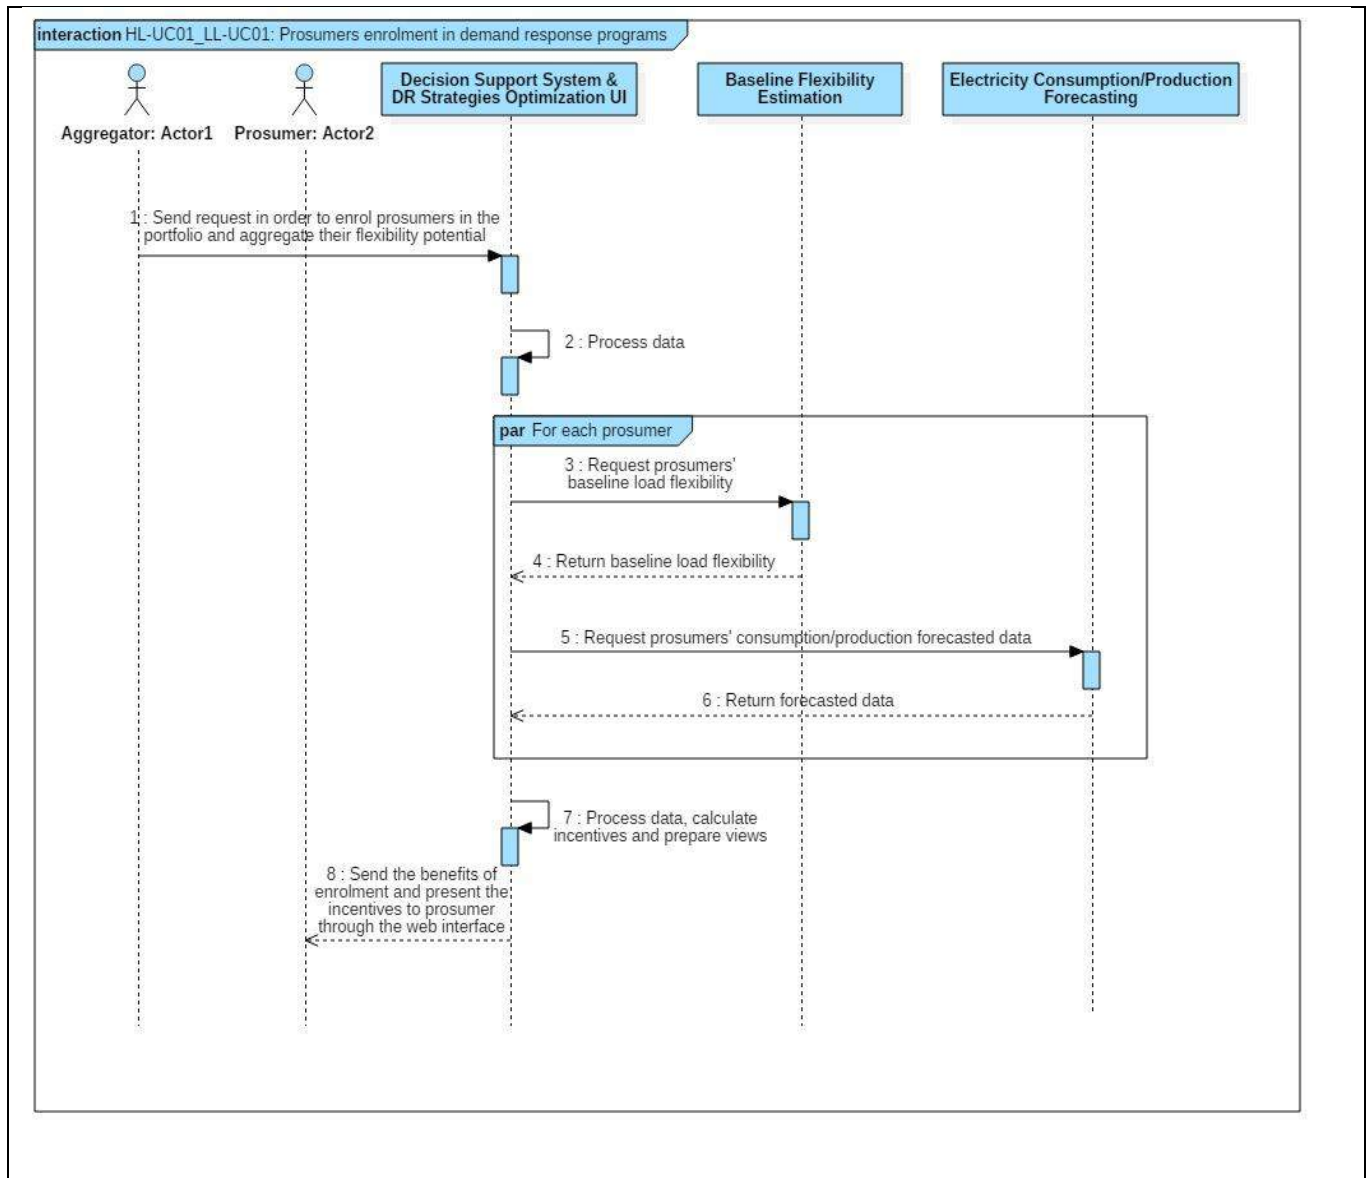 interaction HL-UC01_LL-UC01: Prosumers enrolment in demand response programs
Aggregator: Actor1
Prosumer: Actor2
Decision Support System &
DR Strategies Optimization UI
Baseline Flexibility
Estimation
Electricity Consumption/Production
Forecasting
1 : Send request in order to enrol prosumers in the
portfolio and aggregate their flexibility potential
2 : Process data
par For each prosumer
3 : Request prosumers'
baseline load flexibility
4 : Return baseline load flexibility
5 : Request prosumers' consumption/production forecasted data
6 : Return forecasted data
7 : Process data, calculate
incentives and prepare views
8 : Send the benefits of
enrolment and present the
incentives to prosumer
through the web interface